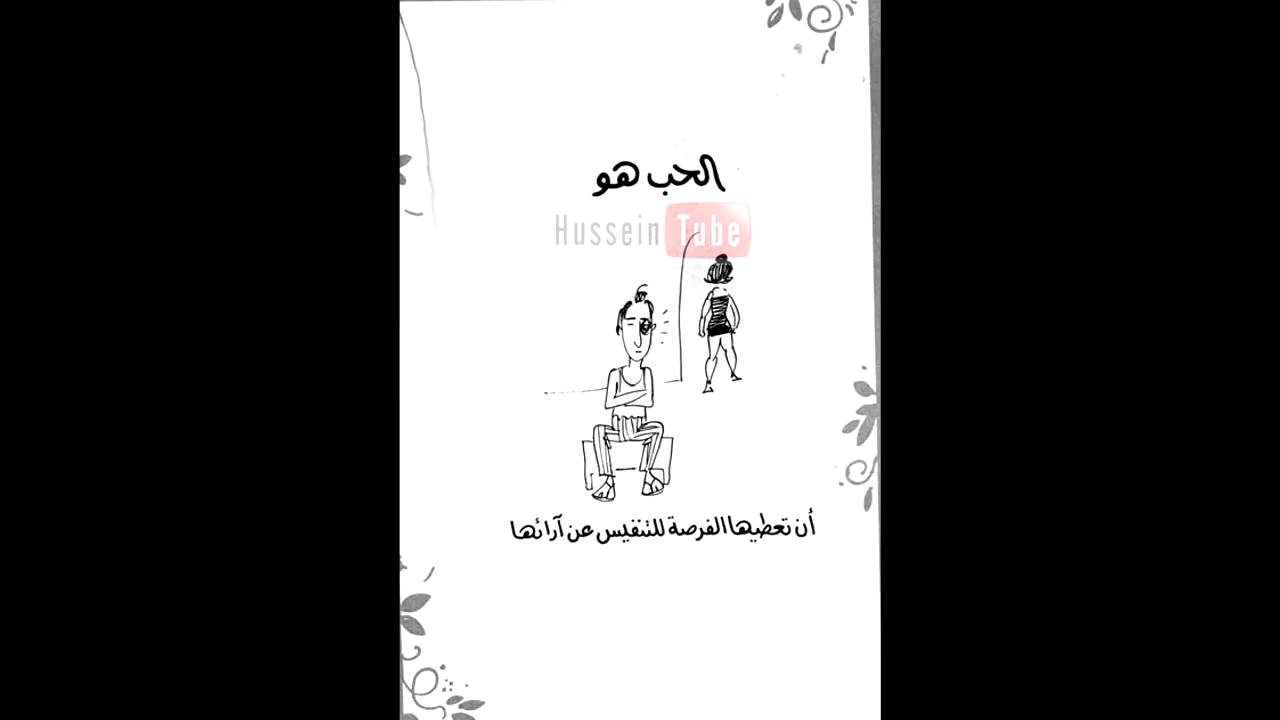 الحب هو
Hussein Tube
أن تعطيها الفرصة للتنفيس عن آرائها